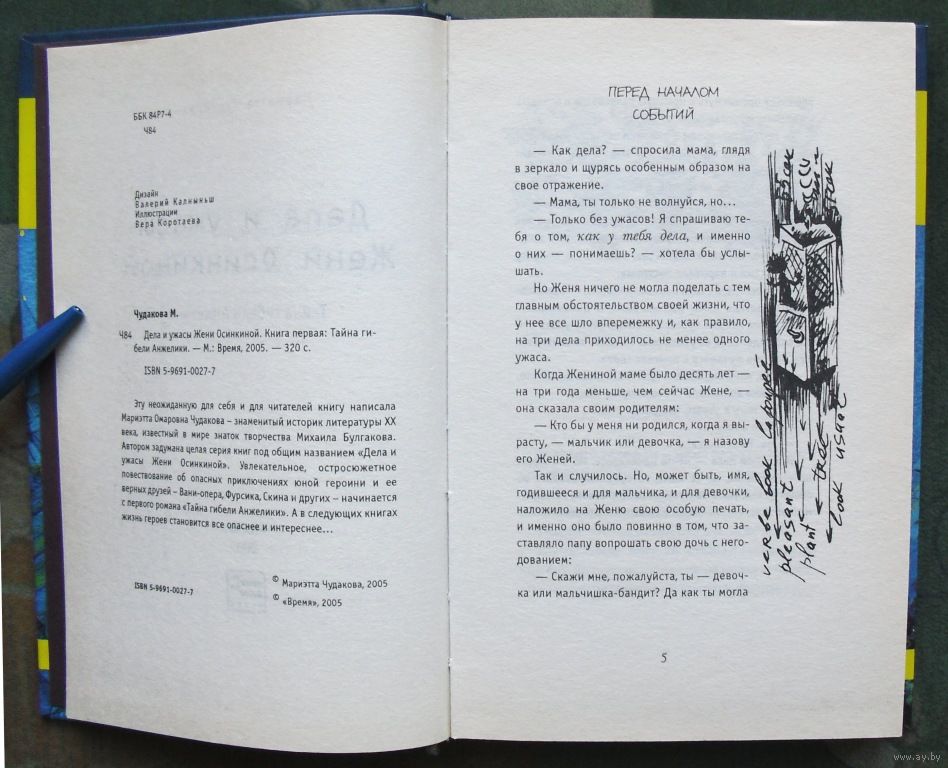 ББК 84Р7-4
Ч84
Дизайн
Валерий Калныньш
Иллюстрации
Вера Коротаева
Чудакова М.
Ч84 Дела и ужасы Жени Осинкиной. Книга первая: Тайна ги-
бели Анжелики. — М.: Время, 2005. — 320 с.
ISBN 5-9691-0027-7
Эту неожиданную для себя и для читателей книгу написала
Мариэтта Омаровна Чудакова – знаменитый историк литературы XX
века, известный в мире знаток творчества Михаила Булгакова.
Автором задумана целая серия книг под общим названием «Дела и
ужасы Жени Осинкиной». Увлекательное, остросюжетное
повествование об опасных приключениях юной героини и ее
верных друзей – Вани-опера, Фурсика, Скина и других – начинается
с первого романа «Тайна гибели Анжелики». А в следующих книгах
жизнь героев становится все опаснее и интереснее...
ISBN 5-9691-0027-7
© Мариэтта Чудакова, 2005
© «Время», 2005
ПЕРЕД НАЧАЛОМ
СОБЫТИЙ
— Как дела? — спросила мама, глядя
в зеркало и щурясь особенным образом на
свое отражение.
— Мама, ты только не волнуйся, но...
— Только без ужасов! Я спрашиваю те-
бя о том, как у тебя дела, и именно
о них — понимаешь? — хотела бы услы-
шать.
Но Женя ничего не могла поделать с тем
главным обстоятельством своей жизни, что
у нее все шло вперемежку и, как правило,
на три дела приходилось не менее одного
ужаса.
Когда Жениной маме было десять лет —
на три года меньше, чем сейчас Жене, —
она сказала своим родителям:
— Кто бы у меня ни родился, когда я вы-
расту, — мальчик или девочка, — я назову
его Женей.
Так и случилось. Но, может быть, имя,
годившееся и для мальчика, и для девочки,
наложило на Женю свою особую печать,
и именно оно было повинно в том, что за-
ставляло папу вопрошать свою дочь с него-
дованием:
— Скажи мне, пожалуйста, ты — девоч-
ка или мальчишка-бандит? Да как ты могла
5
verbe book
pleasant
plant
tree
look usual
www.ay.by